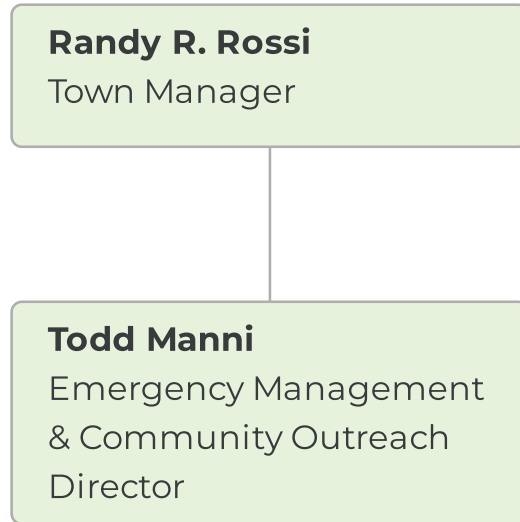 Randy R. Rossi
Town Manager
Todd Manni
Emergency Management
& Community Outreach
Director